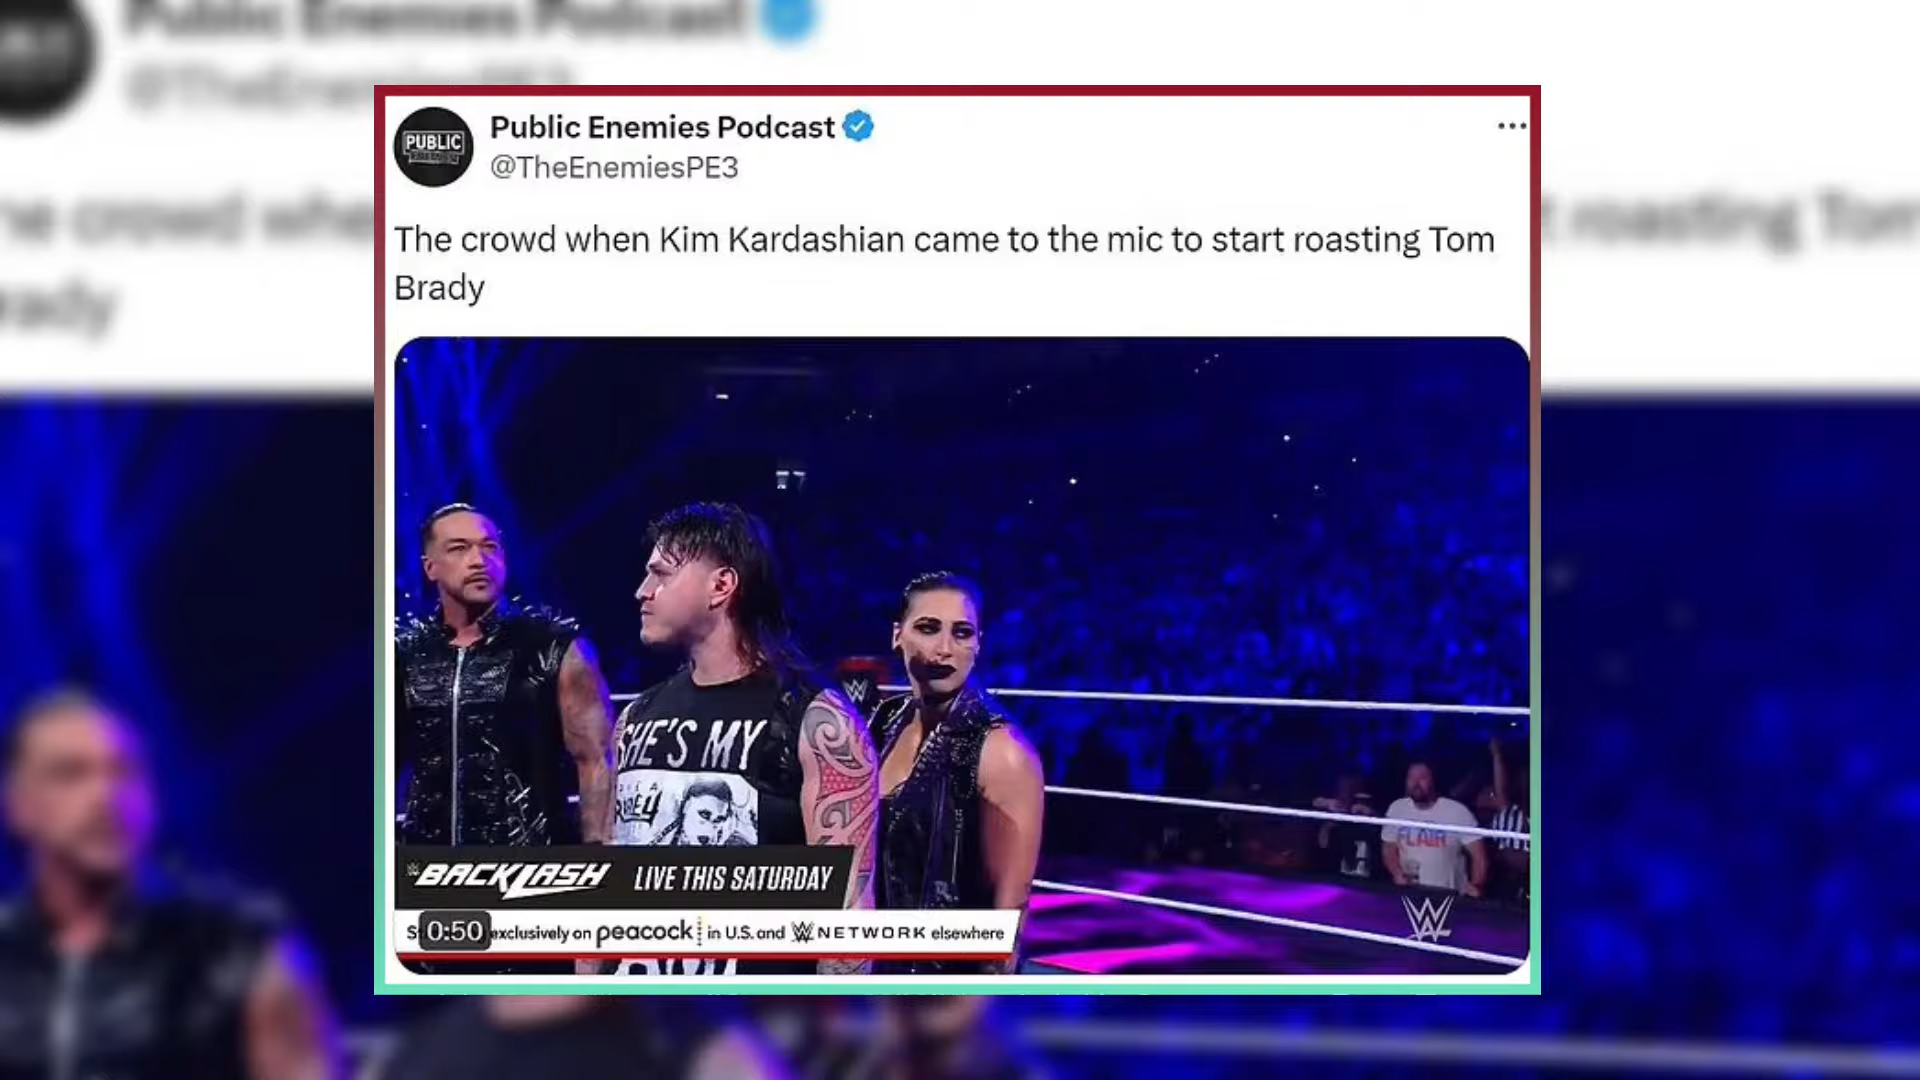 Public Enemies Podcast
@TheEnemiesPE3
PUBLIC
The crowd when Kim Kardashian came to the mic to start roasting Tom
Brady
SHE'S MY
FLAIR
BACKLASH LIVE THIS SATURDAY
0:50 exclusively on peacock in U.S. and W NETWORK elsewhere